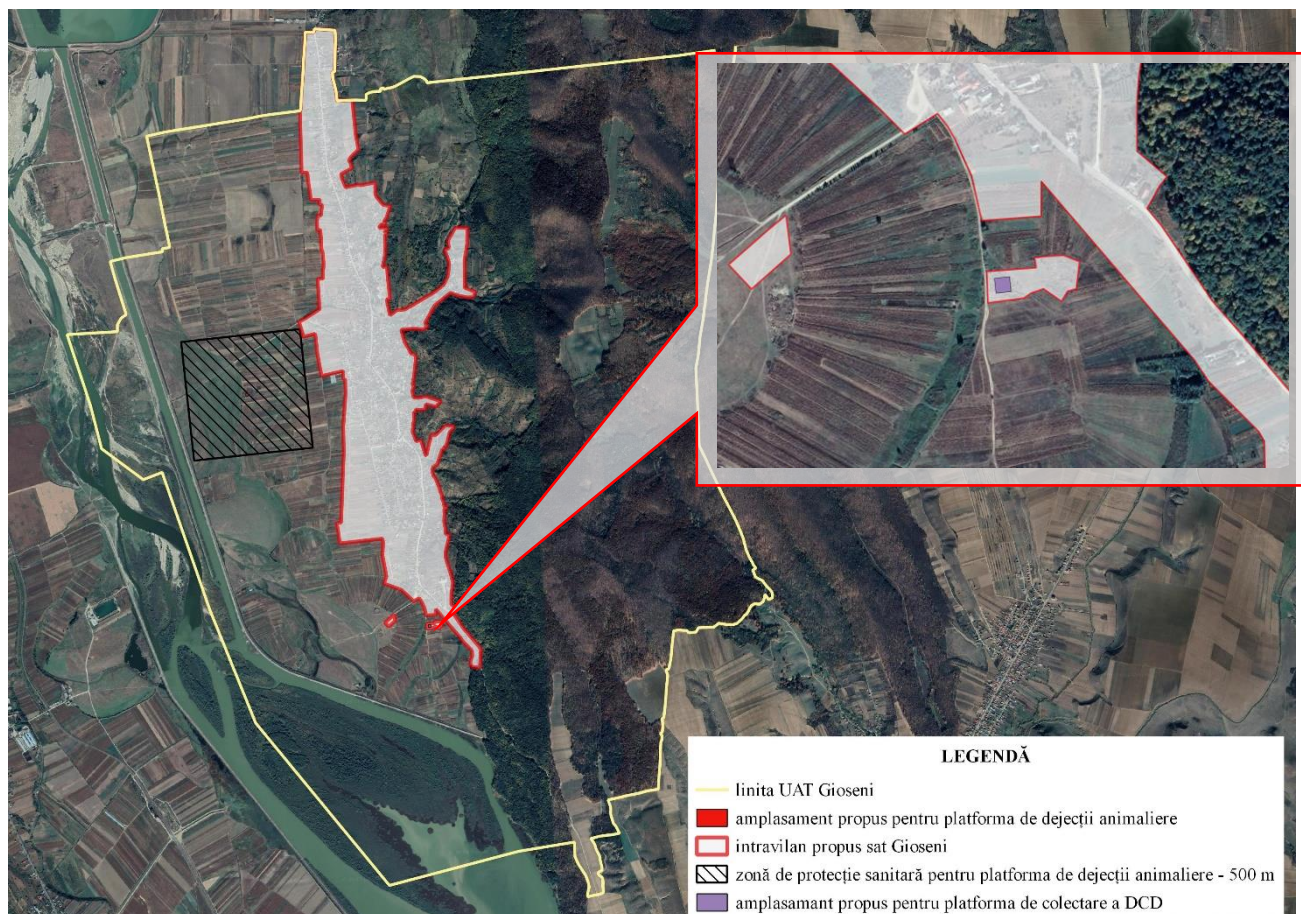 LEGENDĂ
linita UAT Gioseni
amplasament propus pentru platforma de dejecții animaliere
intravilan propus sat Gioseni
zonă de protecție sanitară pentru platforma de dejecții animaliere - 500 m
amplasamant propus pentru platforma de colectare a DCD